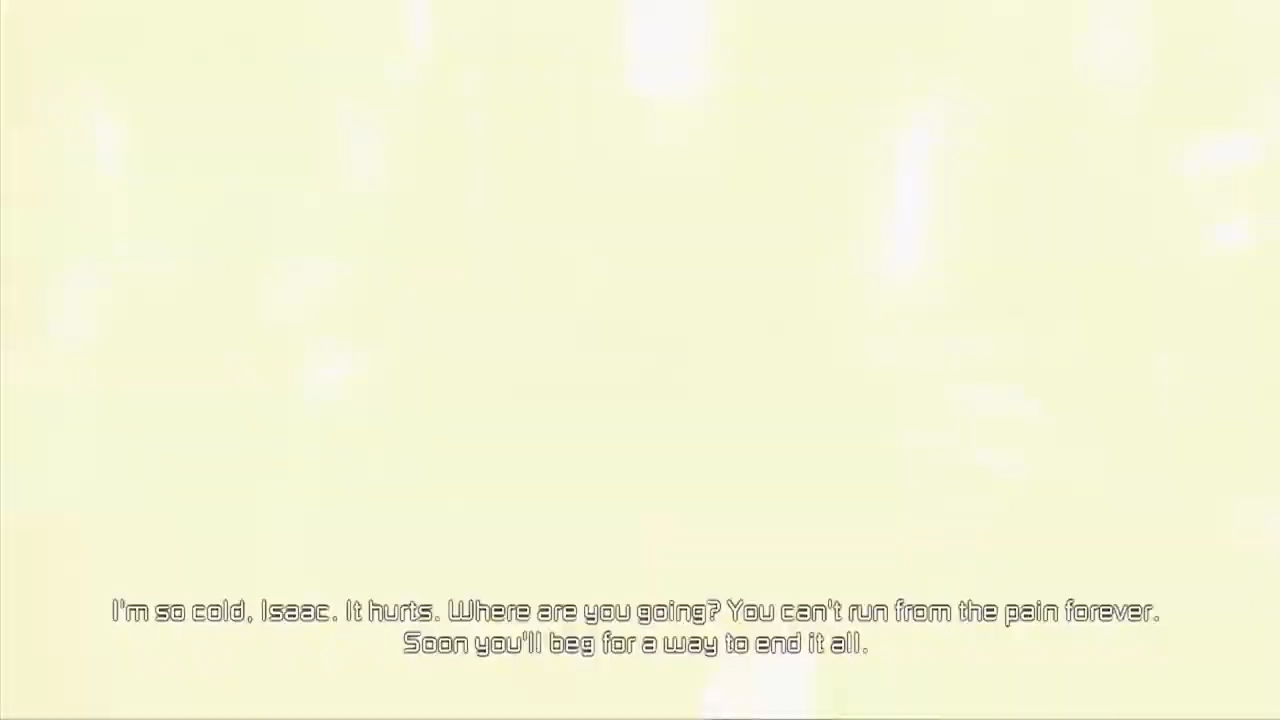 I'm so cold, Isaac. It hurts. Where are you going? You can't run from the pain forever.
Soon you'll beg for a way to end it all.